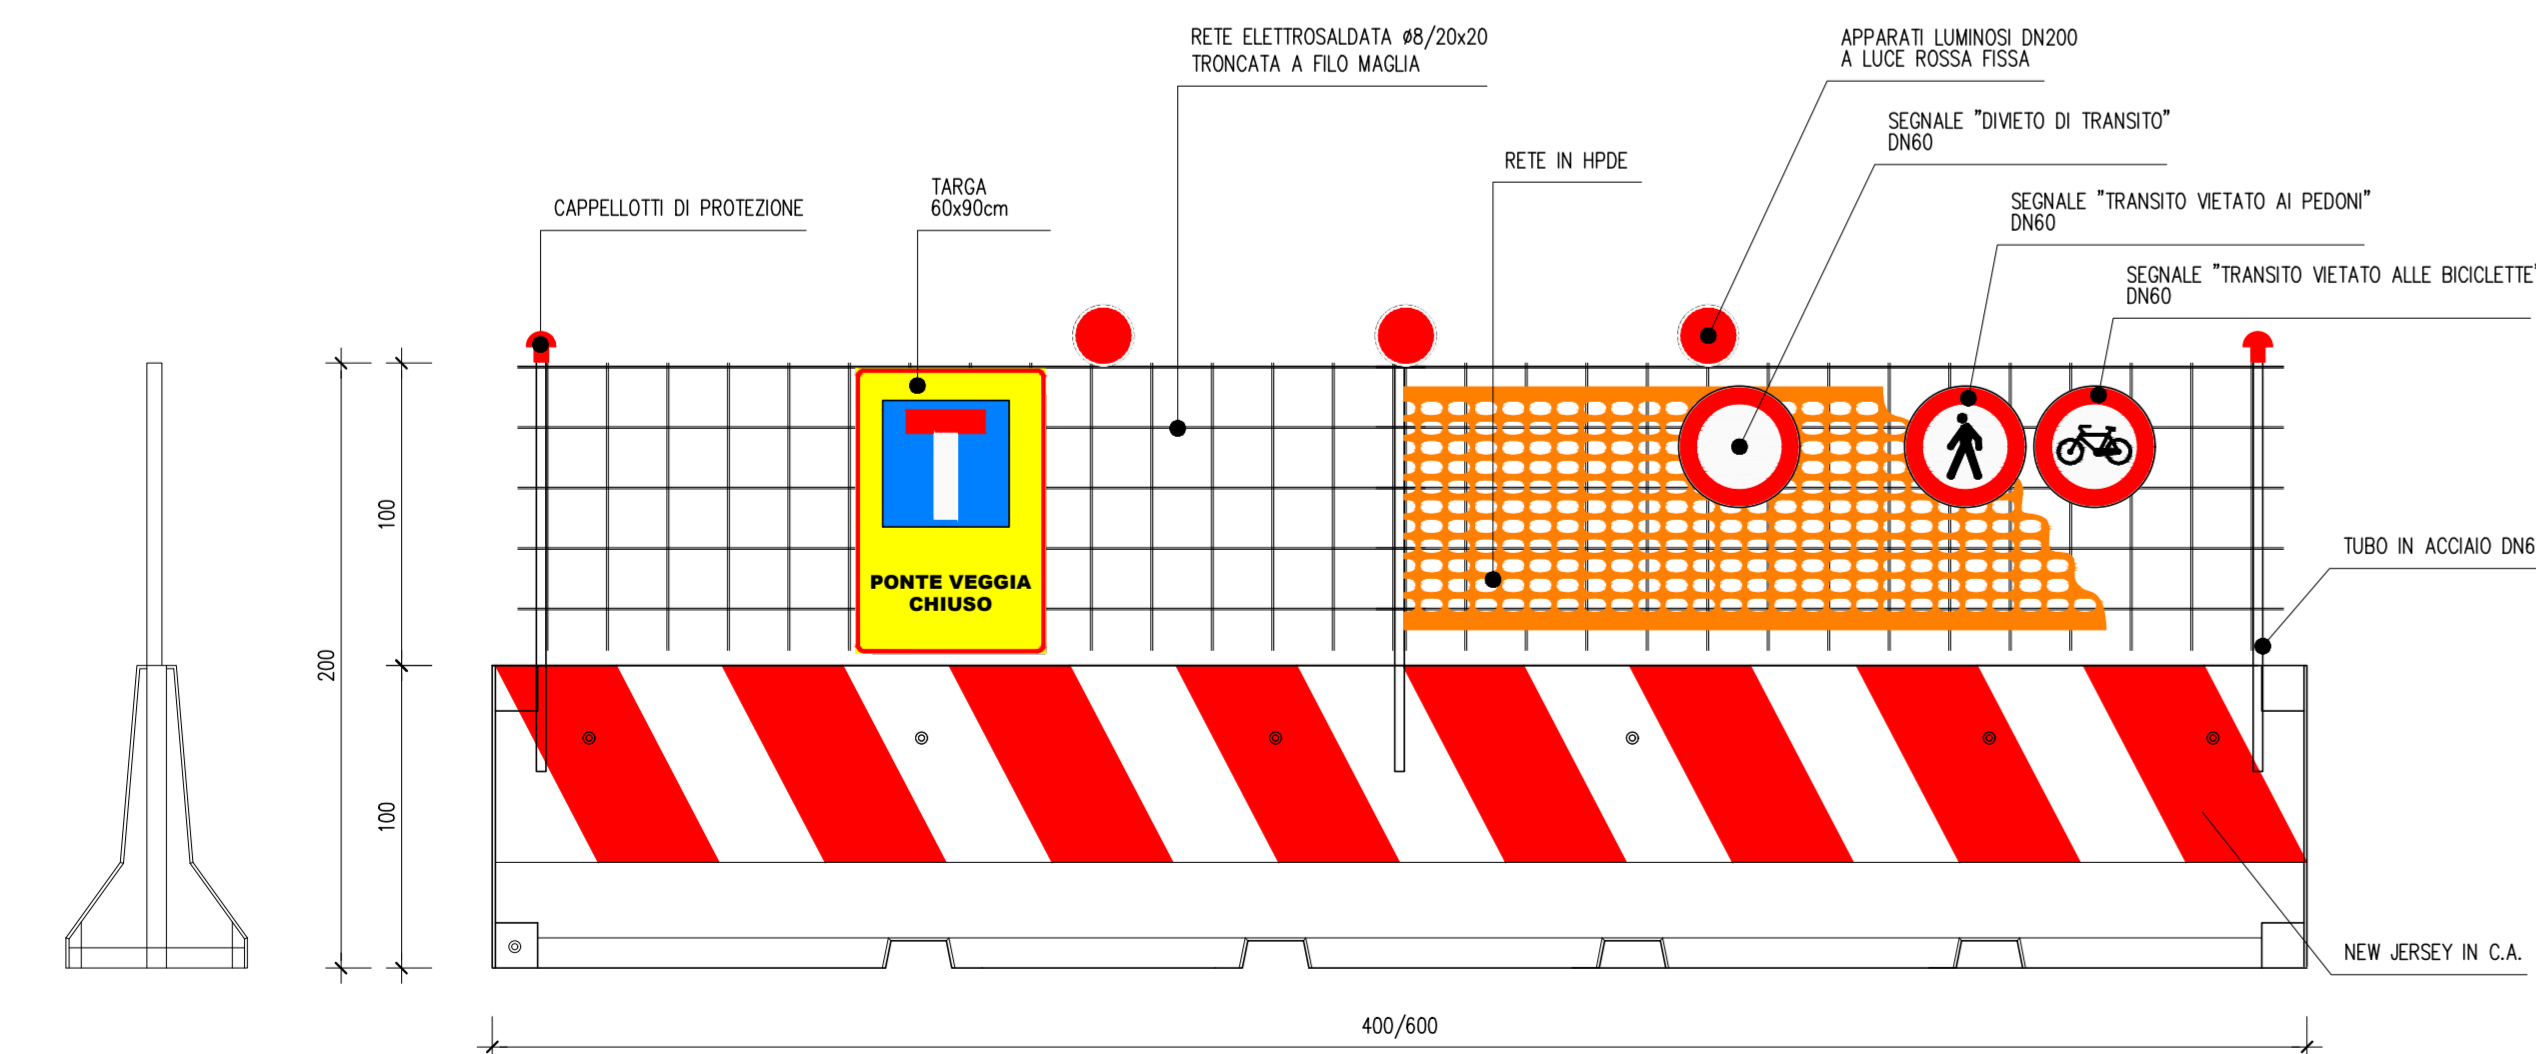 RETE ELETTROSALDATA ø8/20x20
TRONCATA A FILO MAGLIA
APPARATI LUMINOSI DN200
A LUCE ROSSA FISSA
SEGNALE "DIVIETO DI TRANSITO"
DN60
RETE IN HPDE
TARGA
60x90cm
CAPPELLOTTI DI PROTEZIONE
SEGNALE "TRANSITO VIETATO AI PEDONI"
DN60
SEGNALE "TRANSITO VIETATO ALLE BICICLETTE"
DN60
100
PONTE VEGGIA
CHIUSO
TUBO IN ACCIAIO DN6
200
100
NEW JERSEY IN C.A.
400/600